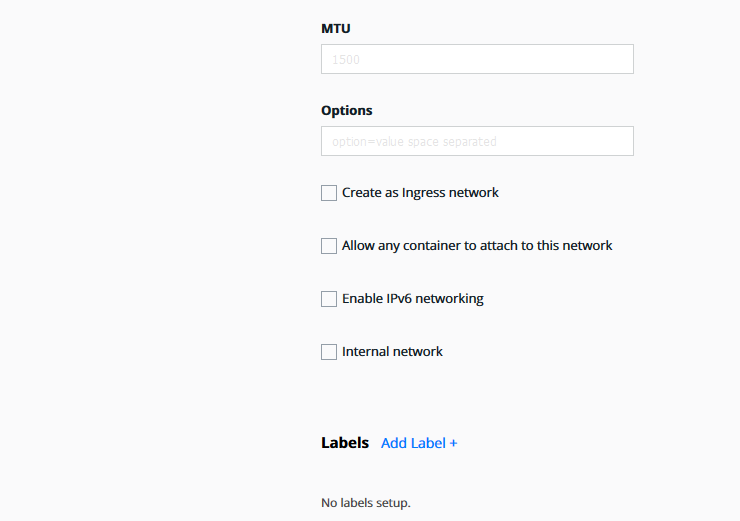 MTU
1500
Options
option=value space separated
Create as Ingress network
Allow any container to attach to this network
Enable IPv6 networking
Internal network
Labels Add Label +
No labels setup.